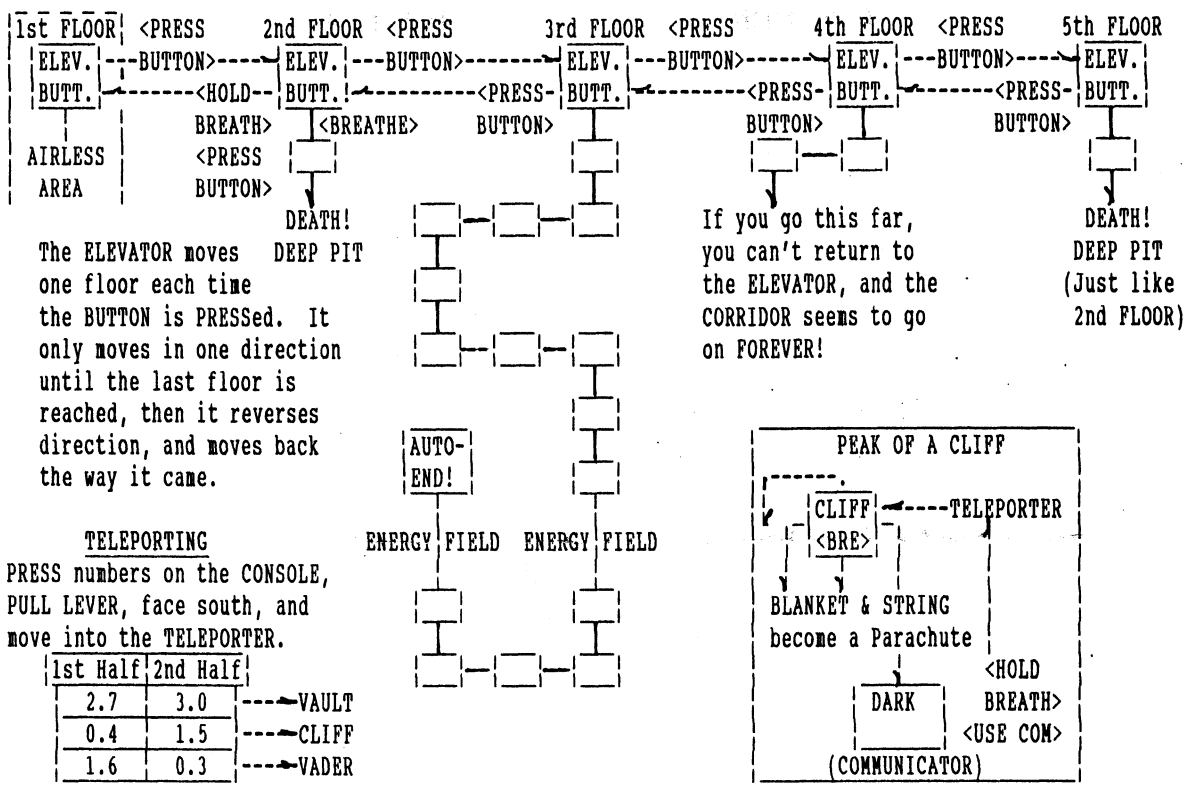 1st FLOOR <PRESS 2nd FLOOR <PRESS 3rd FLOOR <PRESS 4th FLOOR <PRESS 5th FLOOR
ELEV. BUTTON> ELEV. BUTTON> ELEV. BUTTON> ELEV. BUTTON> ELEV.
BUTT. <HOLD BUTT. <PRESS BUTT. <PRESS BUTT. <PRESS BUTT.
BREATH> <BREATHE> BUTTON> BUTTON> BUTTON>
AIRLESS <PRESS
AREA BUTTON>
DEATH!
DEEP PIT
The ELEVATOR moves
one floor each time
the BUTTON is PRESSed. It
only moves in one direction
until the last floor is
reached, then it reverses
direction, and moves back
the way it came.
If you go this far,
you can't return to
the ELEVATOR, and the
CORRIDOR seems to go
on FOREVER!
DEATH!
DEEP PIT
(Just like
2nd FLOOR)
AUTO-
END!
ENERGY FIELD ENERGY FIELD
TELEPORTING
PRESS numbers on the CONSOLE,
PULL LEVER, face south, and
move into the TELEPORTER.
1st Half 2nd Half
2.7 3.0 VAULT
0.4 1.5 CLIFF
1.6 0.3 VADER
PEAK OF A CLIFF
CLIFF TELEPORTER
<BRE>
BLANKET & STRING
become a Parachute
<HOLD
DARK BREATH>
<USE COM>
(COMMUNICATOR)